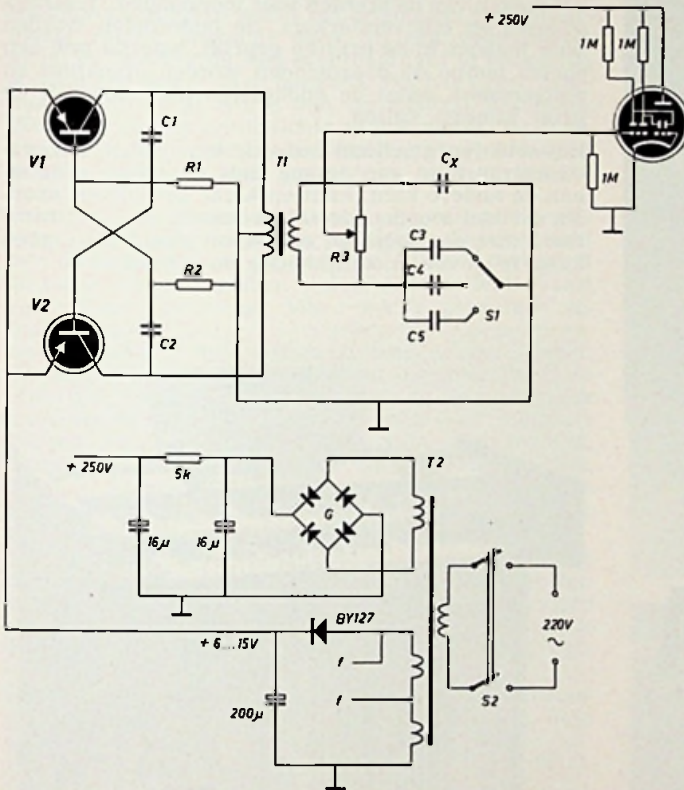 + 250V
1M
1M
C1
V1
R1
T1
CX
1M
C3
R3
C4
R2
V2
S1
C2
C5
+ 250V
5k
T2
G
16µ
16µ
BY127
+ 6...15V
f
220V
~
f
S2
200µ